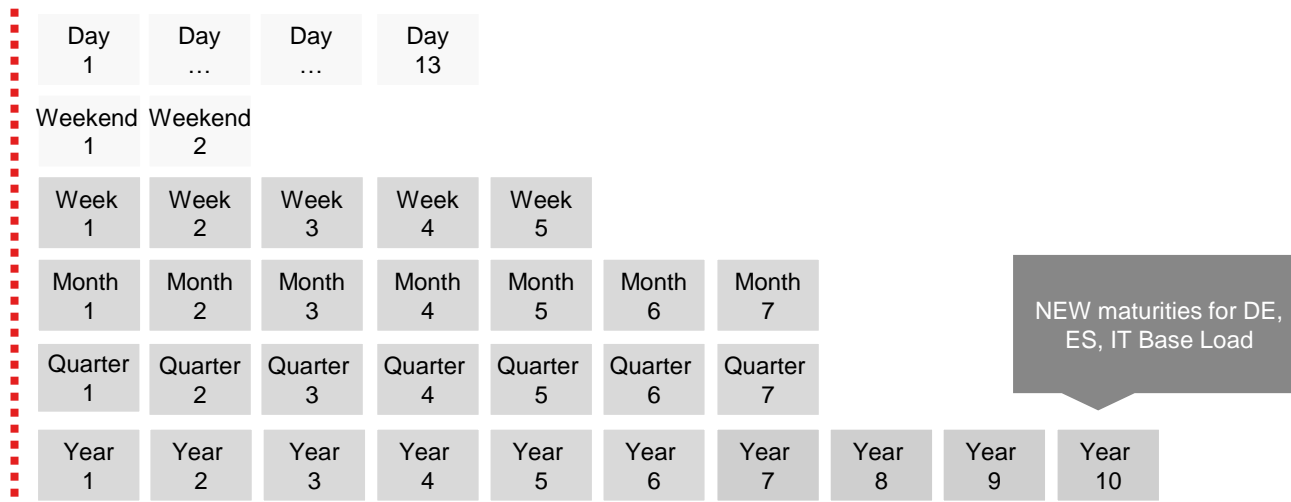 Day Day Day Day
1 … … 13
Weekend Weekend
1 2
Week Week Week Week Week
1 2 3 4 5
Month Month Month Month Month Month Month
1 2 3 4 5 6 7
NEW maturities for DE,
ES, IT Base Load
Quarter Quarter Quarter Quarter Quarter Quarter Quarter
1 2 3 4 5 6 7
Year Year Year Year Year Year Year Year Year Year
1 2 3 4 5 6 7 8 9 10